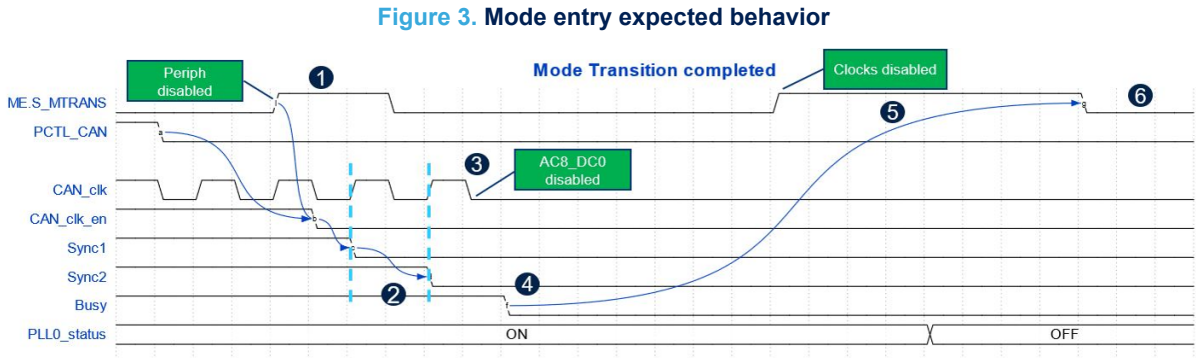 Figure 3. Mode entry expected behavior
Periph
disabled
1
Mode Transition completed
Clocks disabled
ME.S_MTRANS
i
5
g
6
PCTL_CAN
a
3
AC8_DC0
disabled
CAN_clk
CAN_clk_en
b
Sync1
c
Sync2
2
4
Busy
f
PLL0_status
ON
OFF